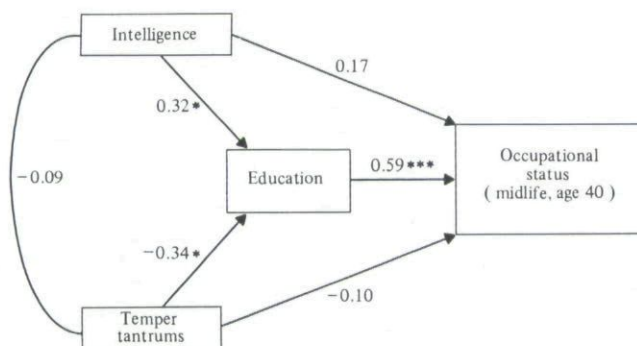 Intelligence
0.17
0.32 *
Education
0.59 ***
Occupational
status
( midlife, age 40 )
−0.09
−0.34 *
−0.10
Temper
tantrums